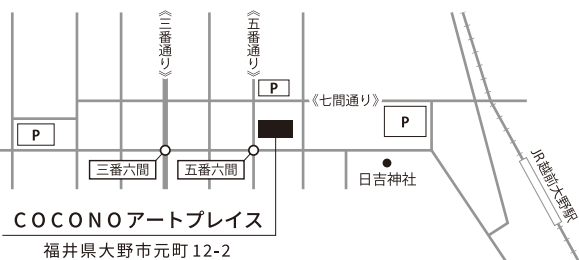 《三番通り》
《五番通り》
P
《七間通り》
P
P
三番六間
五番六間
日吉神社
JR越前大野駅
COCONOアートプレイス
福井県大野市元町12-2